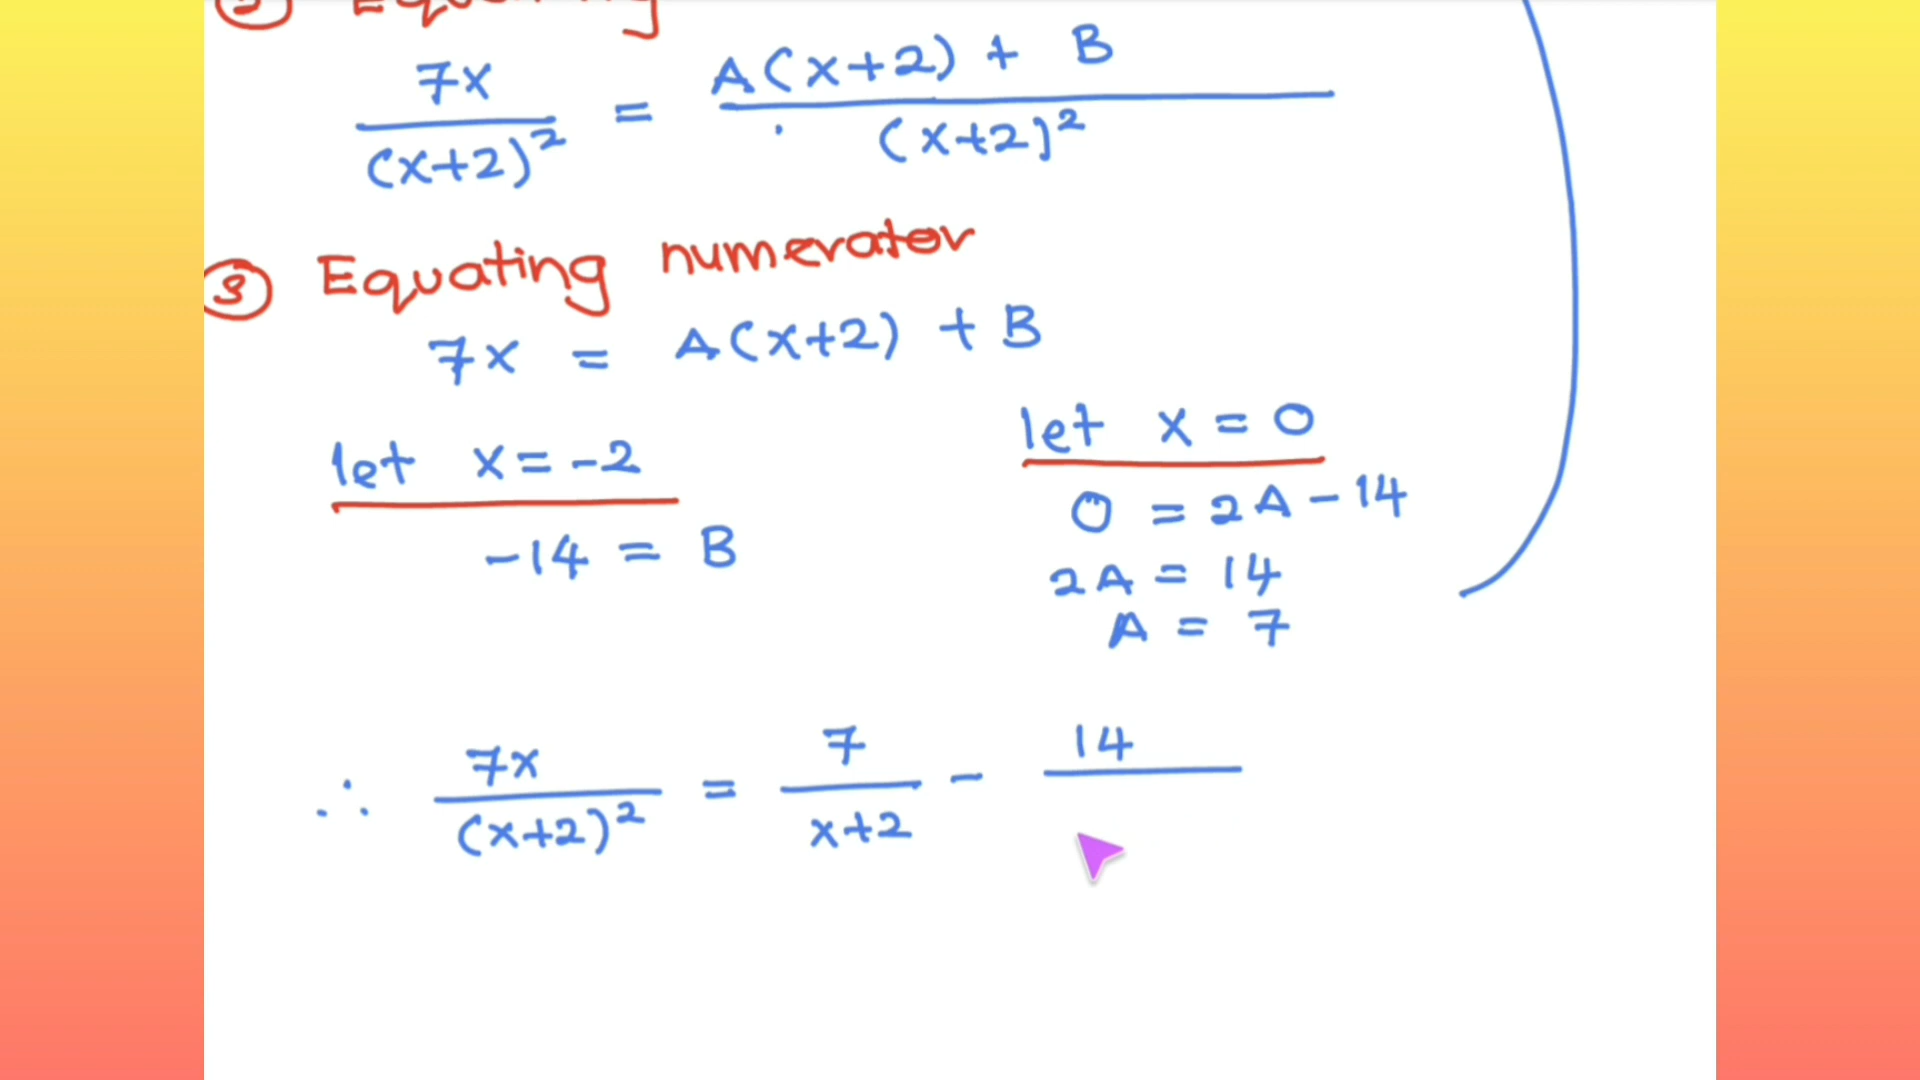 7x/(x+2)² = (A(x+2) + B)/(x+2)²
③ Equating numerator
7x = A(x+2) + B
let x = -2
-14 = B
let x = 0
0 = 2A - 14
2A = 14
A = 7
∴ 7x/(x+2)² = 7/(x+2) - 14/